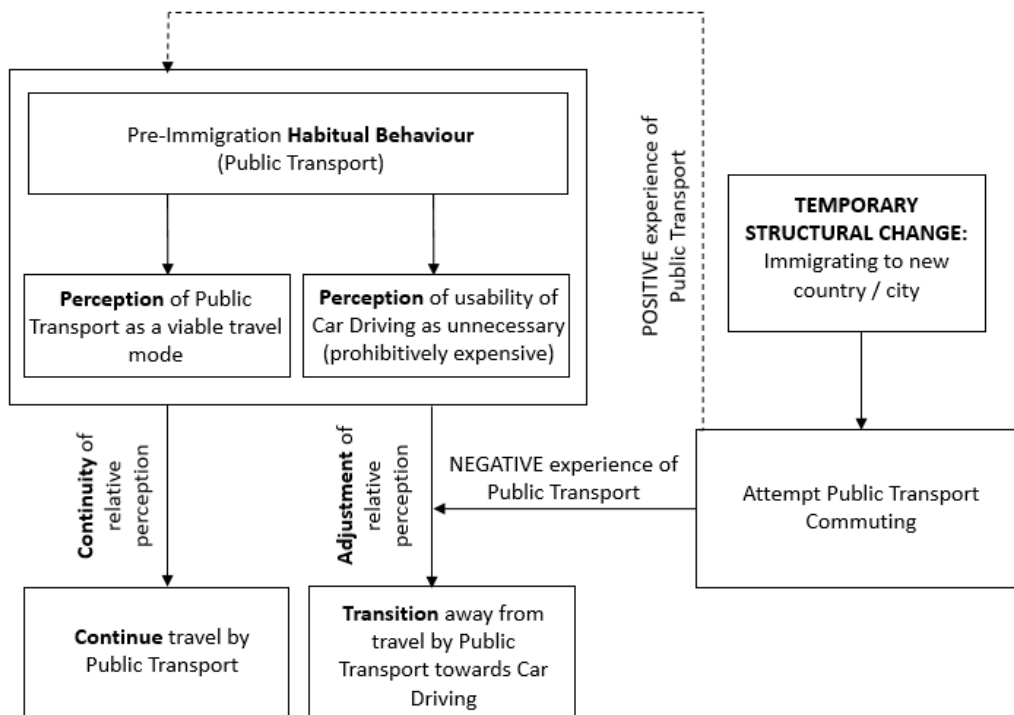 Pre-Immigration Habitual Behaviour
(Public Transport)
Perception of Public
Transport as a viable travel
mode
Perception of usability of
Car Driving as unnecessary
(prohibitively expensive)
POSITIVE experience of
Public Transport
TEMPORARY
STRUCTURAL CHANGE:
Immigrating to new
country / city
Continuity of
relative
perception
Adjustment of
relative
perception
NEGATIVE experience of
Public Transport
Attempt Public Transport
Commuting
Continue travel by
Public Transport
Transition away from
travel by Public
Transport towards Car
Driving